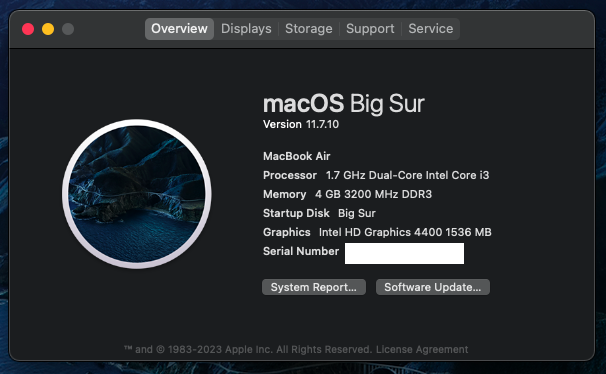 Overview Displays Storage Support Service
macOS Big Sur
Version 11.7.10
MacBook Air
Processor 1.7 GHz Dual-Core Intel Core i3
Memory 4 GB 3200 MHz DDR3
Startup Disk Big Sur
Graphics Intel HD Graphics 4400 1536 MB
Serial Number
System Report... Software Update...
™ and © 1983-2023 Apple Inc. All Rights Reserved. License Agreement